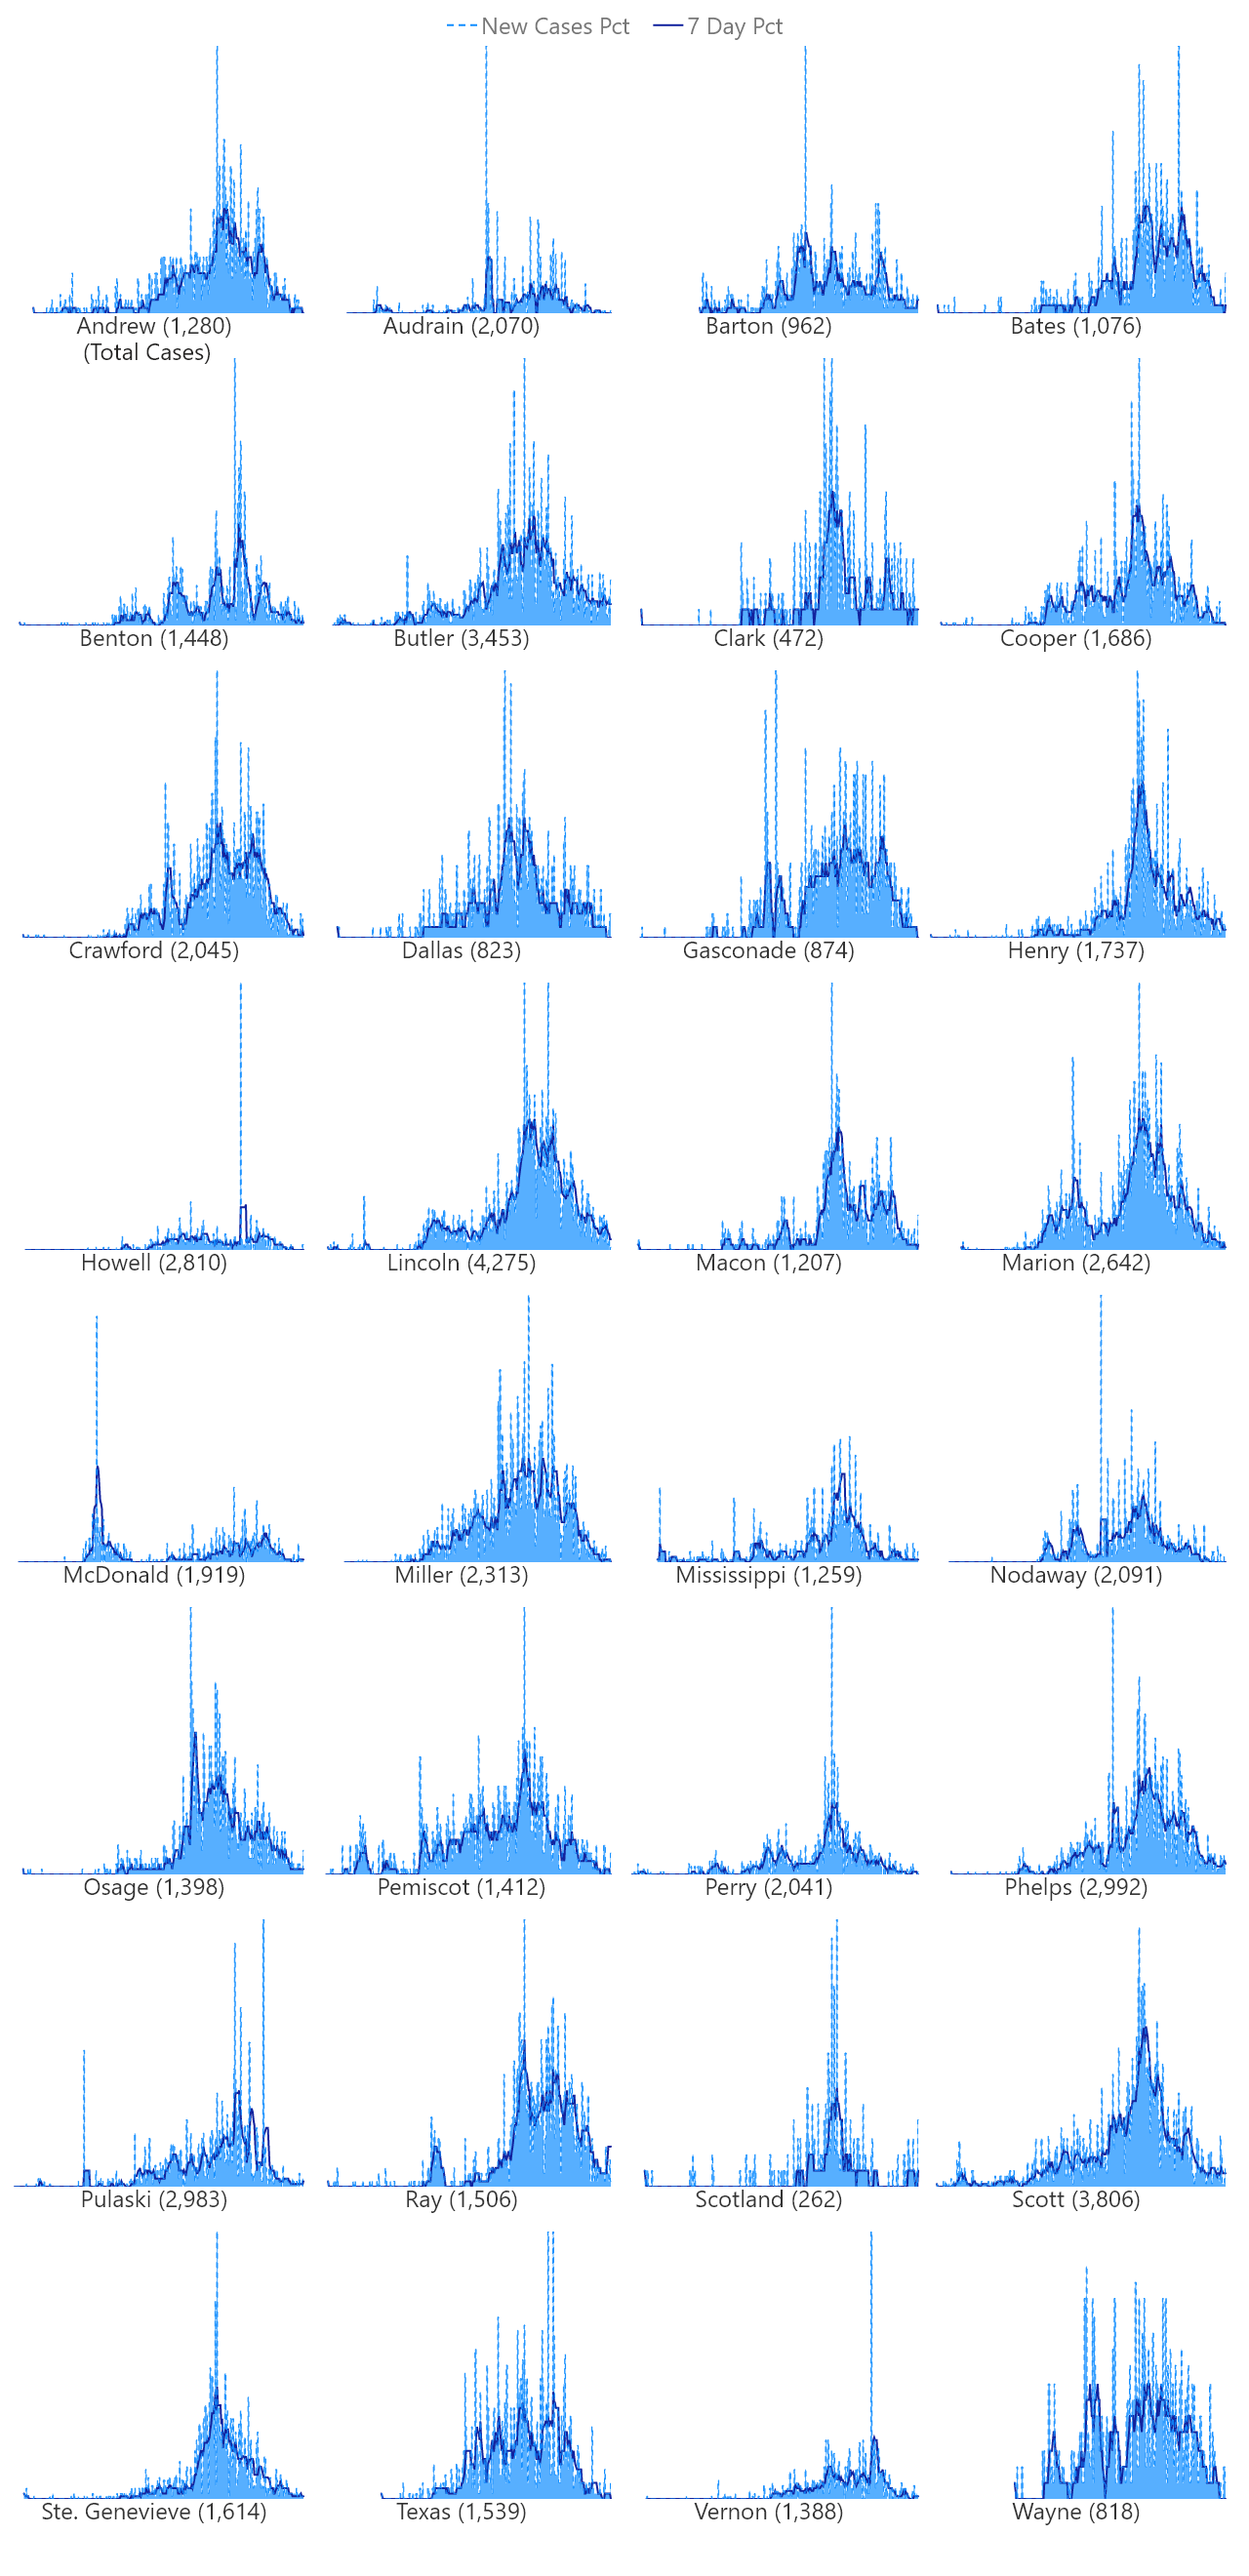 New Cases Pct 7 Day Pct
Andrew (1,280) Audrain (2,070) Barton (962) Bates (1,076)
(Total Cases)
Benton (1,448) Butler (3,453) Clark (472) Cooper (1,686)
Crawford (2,045) Dallas (823) Gasconade (874) Henry (1,737)
Howell (2,810) Lincoln (4,275) Macon (1,207) Marion (2,642)
McDonald (1,919) Miller (2,313) Mississippi (1,259) Nodaway (2,091)
Osage (1,398) Pemiscot (1,412) Perry (2,041) Phelps (2,992)
Pulaski (2,983) Ray (1,506) Scotland (262) Scott (3,806)
Ste. Genevieve (1,614) Texas (1,539) Vernon (1,388) Wayne (818)